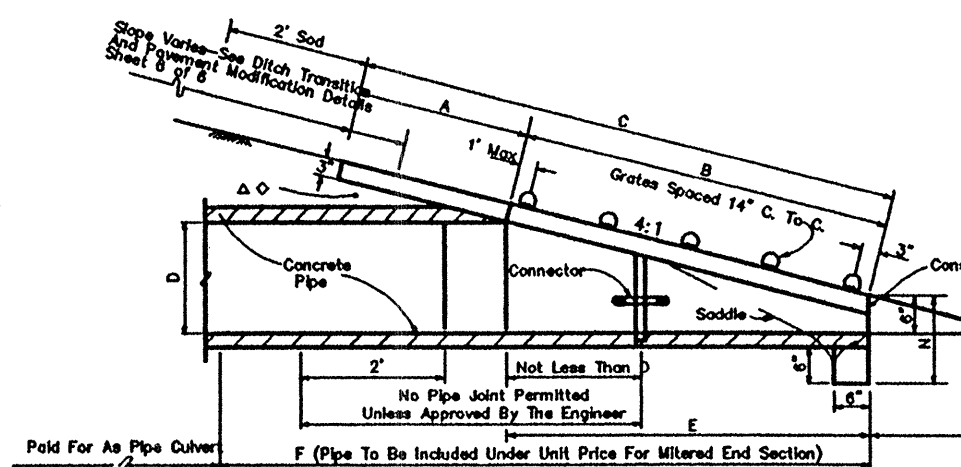 2' Sod
Slope Varies-See Ditch Transition
And Pavement Modification Details
Sheet 6 of 6
A
C
B
1' Max
3"
Grates Spaced 14" C. To C.
4:1
3"
Δ ◇
D
Concrete
Pipe
Connector
Saddle
Cons
6"
N
2'
Not Less Than D
6"
6"
No Pipe Joint Permitted
Unless Approved By The Engineer
E
Paid For As Pipe Culvert
F (Pipe To Be Included Under Unit Price For Mitered End Section)